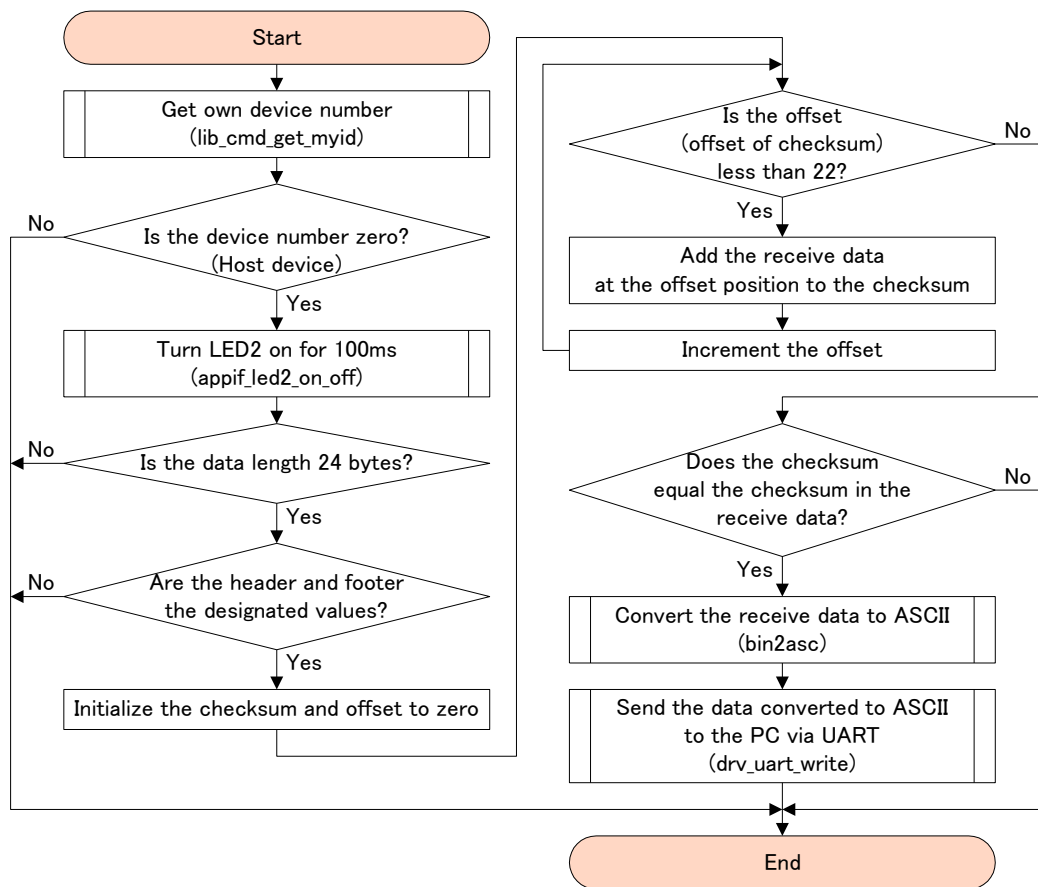 Start
Get own device number
(lib_cmd_get_myid)
No
Is the device number zero?
(Host device)
Yes
Turn LED2 on for 100ms
(appif_led2_on_off)
No
Is the data length 24 bytes?
Yes
No
Are the header and footer
the designated values?
Yes
Initialize the checksum and offset to zero
Is the offset
(offset of checksum)
less than 22?
No
Yes
Add the receive data
at the offset position to the checksum
Increment the offset
Does the checksum
equal the checksum in the
receive data?
No
Yes
Convert the receive data to ASCII
(bin2asc)
Send the data converted to ASCII
to the PC via UART
(drv_uart_write)
End